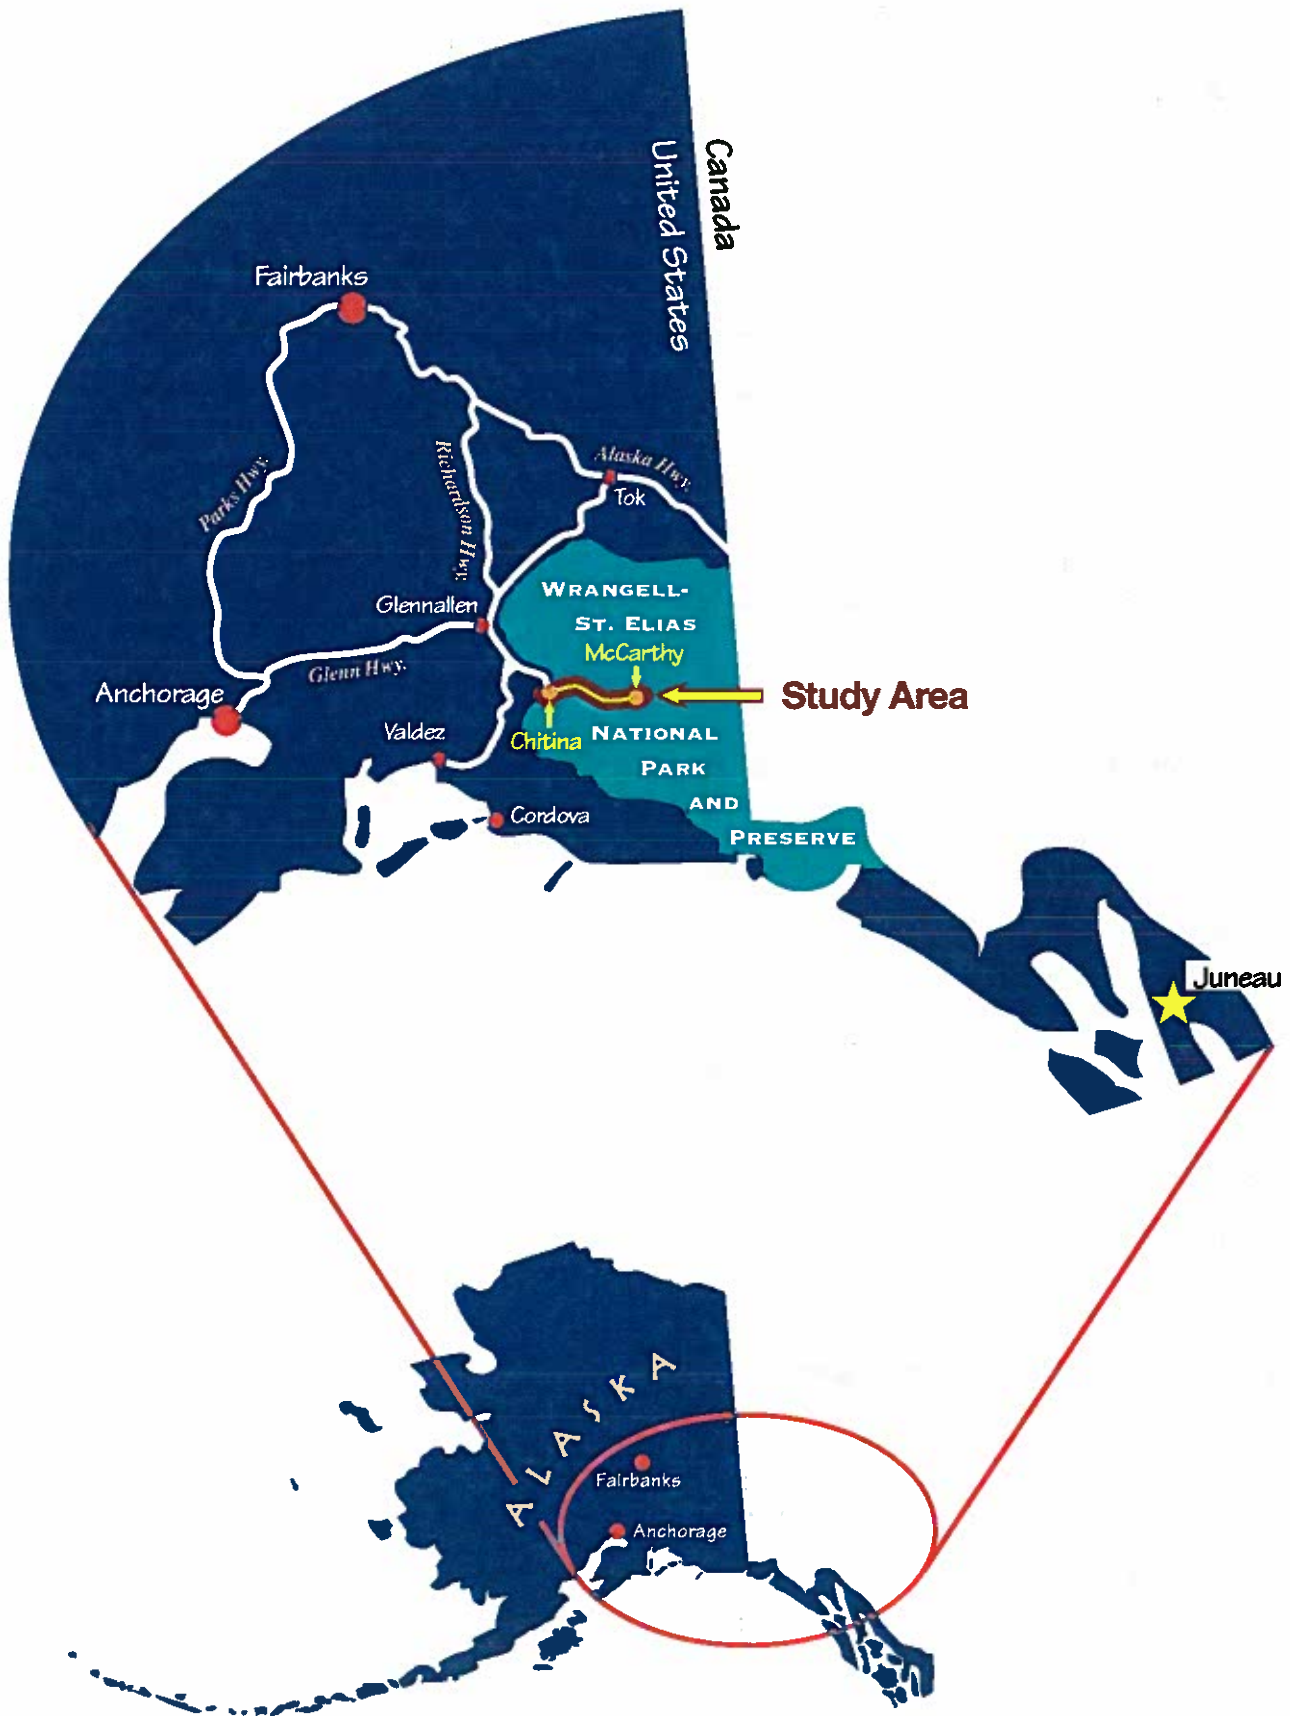 Canada
United States
Fairbanks
Alaska Hwy.
Tok
Richardson Hwy.
Parks Hwy.
WRANGELL-
ST. ELIAS
Glennallen
McCarthy
Glenn Hwy.
Anchorage
Study Area
Valdez
Chitina
NATIONAL
PARK
AND
PRESERVE
Cordova
Juneau
ALASKA
Fairbanks
Anchorage